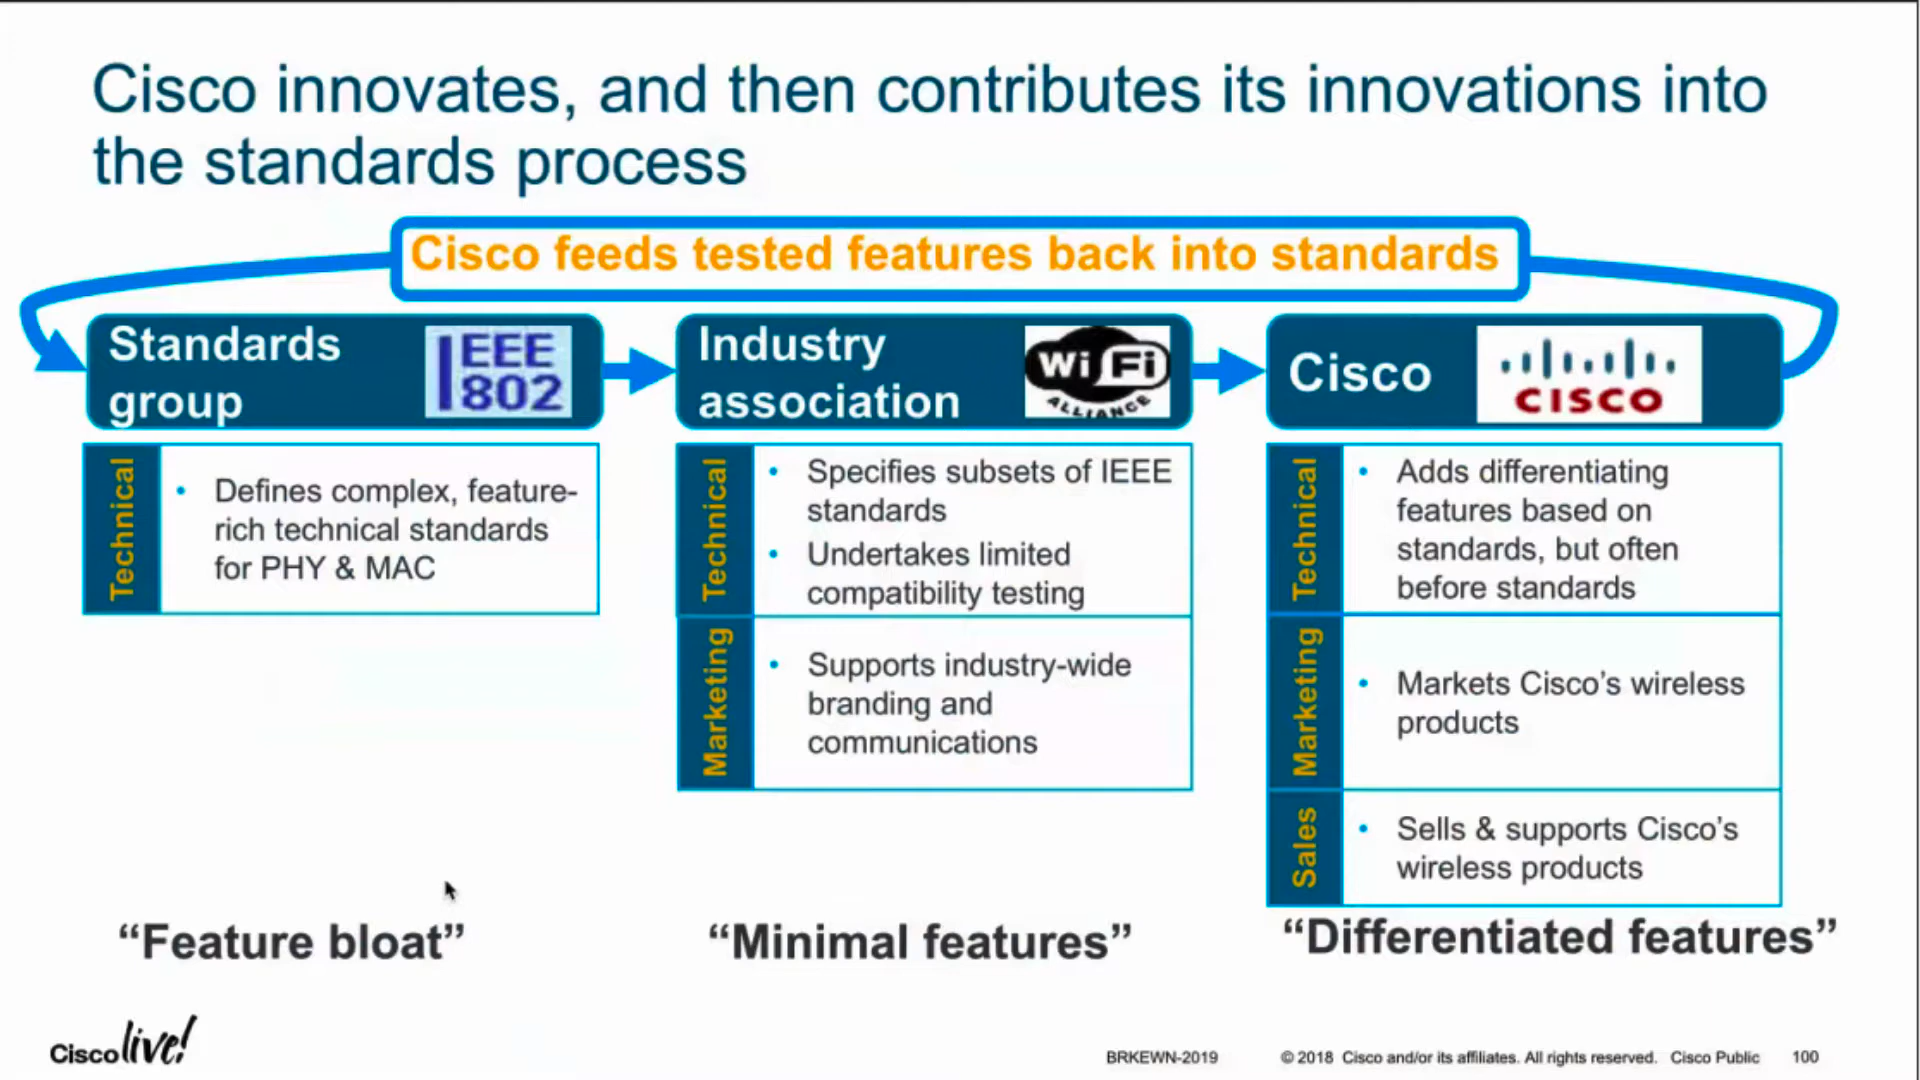 Cisco innovates, and then contributes its innovations into
the standards process
Cisco feeds tested features back into standards
Standards
group
IEEE
802
Industry
association
Wi Fi
ALLIANCE
Cisco
CISCO
Technical
• Defines complex, feature-
rich technical standards
for PHY & MAC
Technical
• Specifies subsets of IEEE
standards
• Undertakes limited
compatibility testing
Marketing
• Supports industry-wide
branding and
communications
Technical
• Adds differentiating
features based on
standards, but often
before standards
Marketing
• Markets Cisco’s wireless
products
Sales
• Sells & supports Cisco’s
wireless products
“Feature bloat”
“Minimal features”
“Differentiated features”
Cisco live!
BRKEWN-2019
© 2018 Cisco and/or its affiliates. All rights reserved. Cisco Public
100